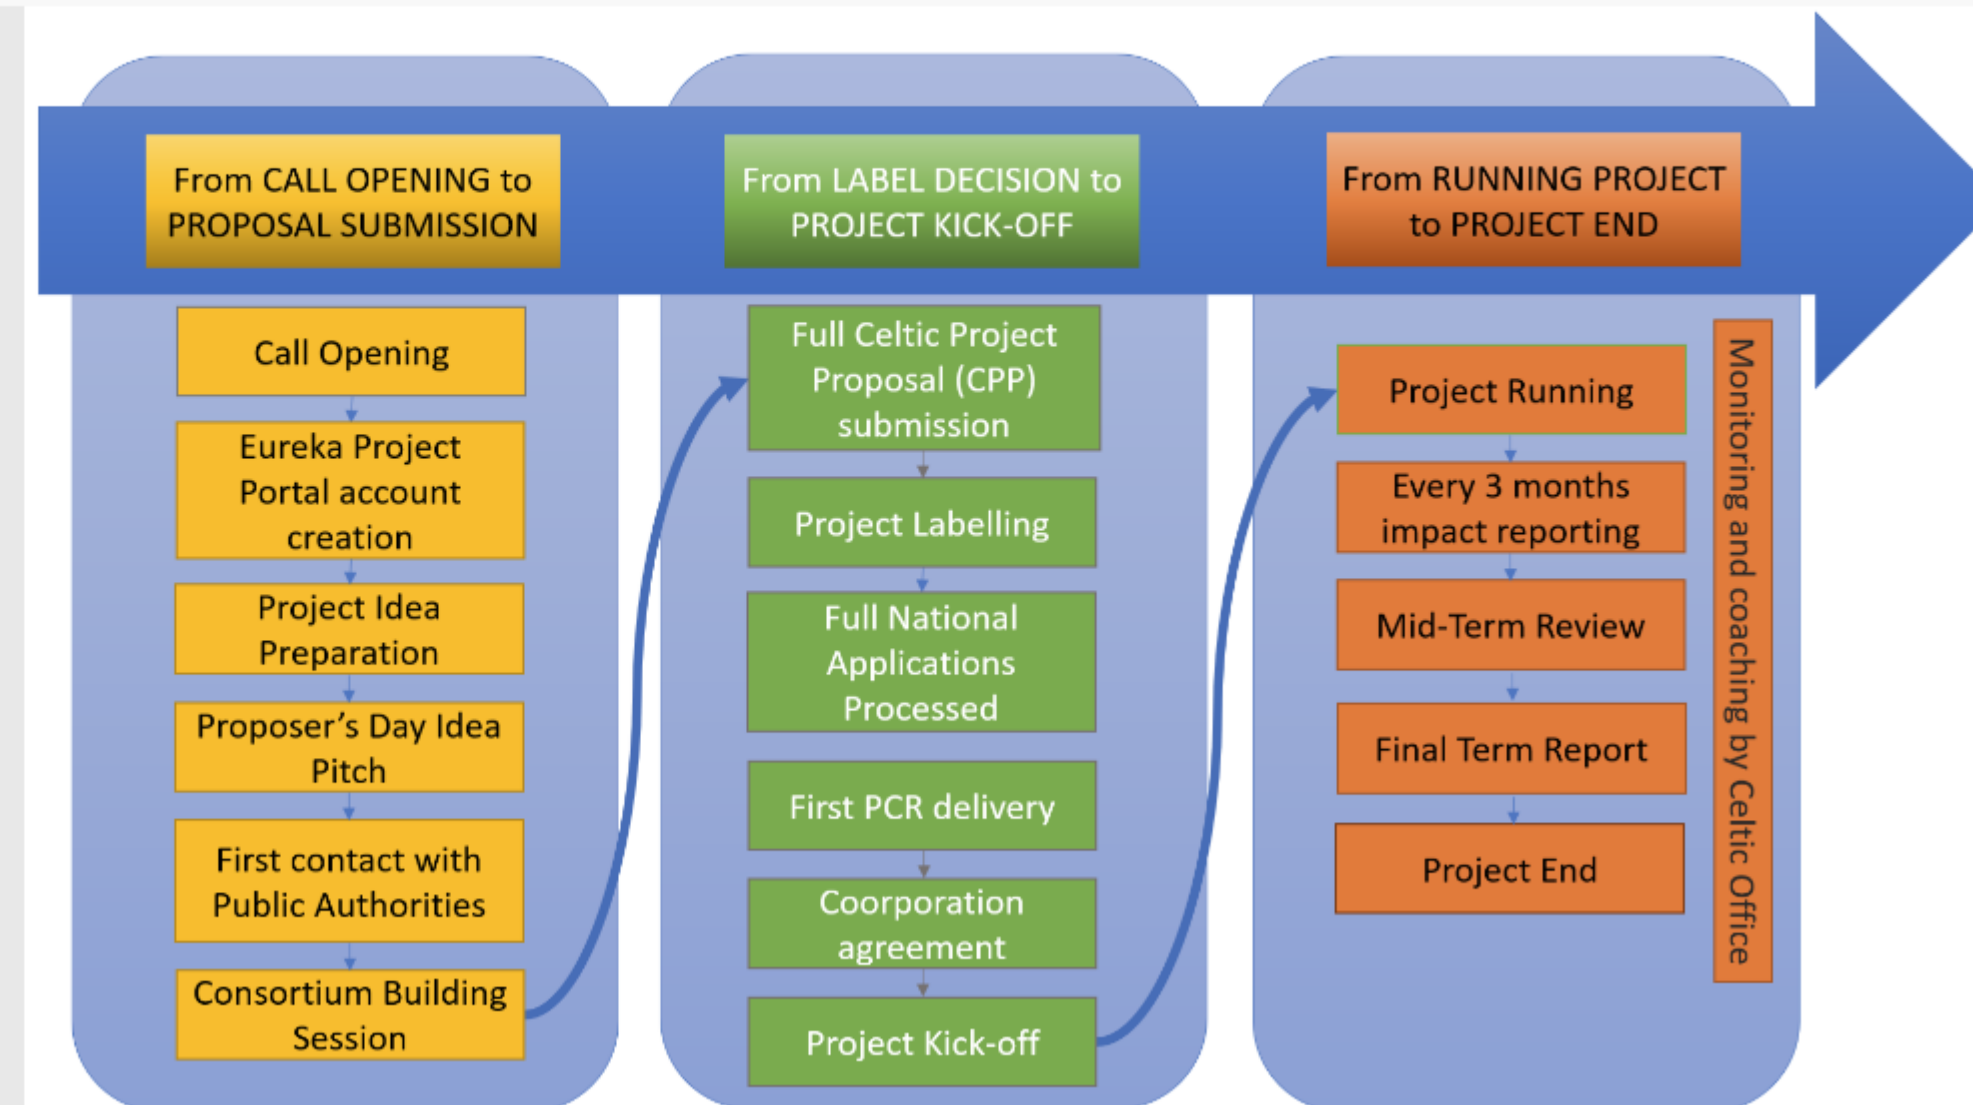 From CALL OPENING to
PROPOSAL SUBMISSION
Call Opening
Eureka Project
Portal account
creation
Project Idea
Preparation
Proposer’s Day Idea
Pitch
First contact with
Public Authorities
Consortium Building
Session
From LABEL DECISION to
PROJECT KICK-OFF
Full Celtic Project
Proposal (CPP)
submission
Project Labelling
Full National
Applications
Processed
First PCR delivery
Coorporation
agreement
Project Kick-off
From RUNNING PROJECT
to PROJECT END
Project Running
Every 3 months
impact reporting
Mid-Term Review
Final Term Report
Project End
Monitoring and coaching by Celtic Office